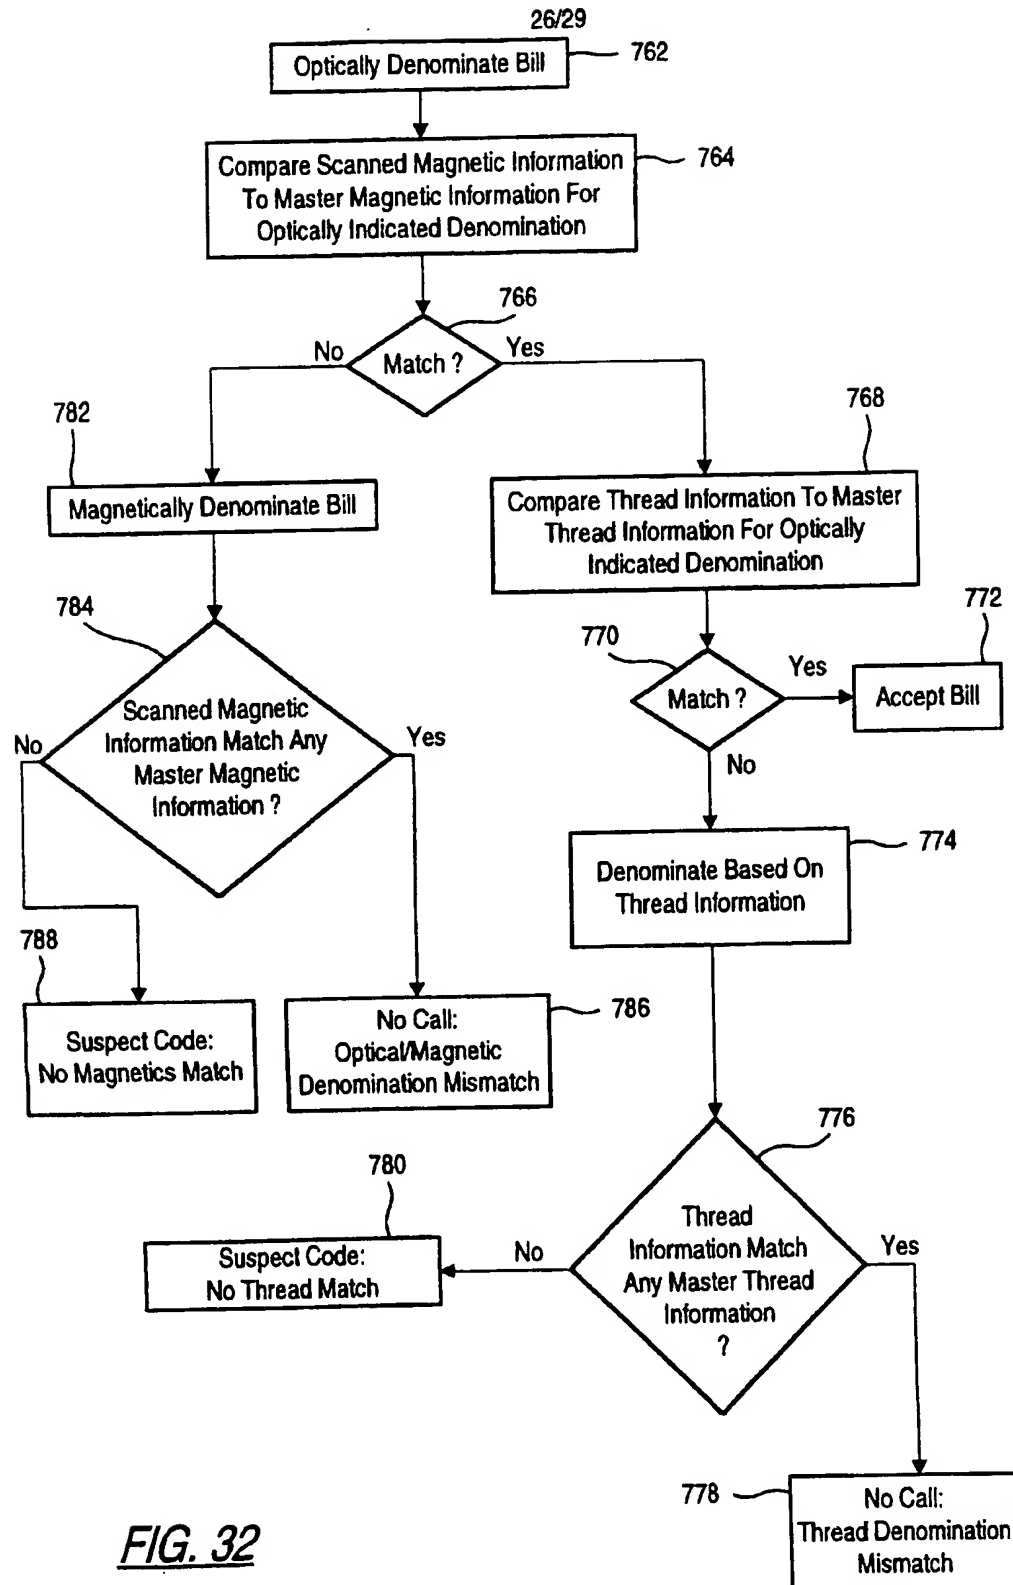 26/29
Optically Denominate Bill
762
Compare Scanned Magnetic Information
To Master Magnetic Information For
Optically Indicated Denomination
764
766
No
Match ?
Yes
782
Magnetically Denominate Bill
768
Compare Thread Information To Master
Thread Information For Optically
Indicated Denomination
784
Scanned Magnetic
Information Match Any
Master Magnetic
Information ?
No
Yes
770
Match ?
Yes
772
Accept Bill
No
Denominate Based On
Thread Information
774
788
Suspect Code:
No Magnetics Match
No Call:
Optical/Magnetic
Denomination Mismatch
786
776
Thread
Information Match
Any Master Thread
Information
?
No
Yes
780
Suspect Code:
No Thread Match
778
No Call:
Thread Denomination
Mismatch
FIG. 32